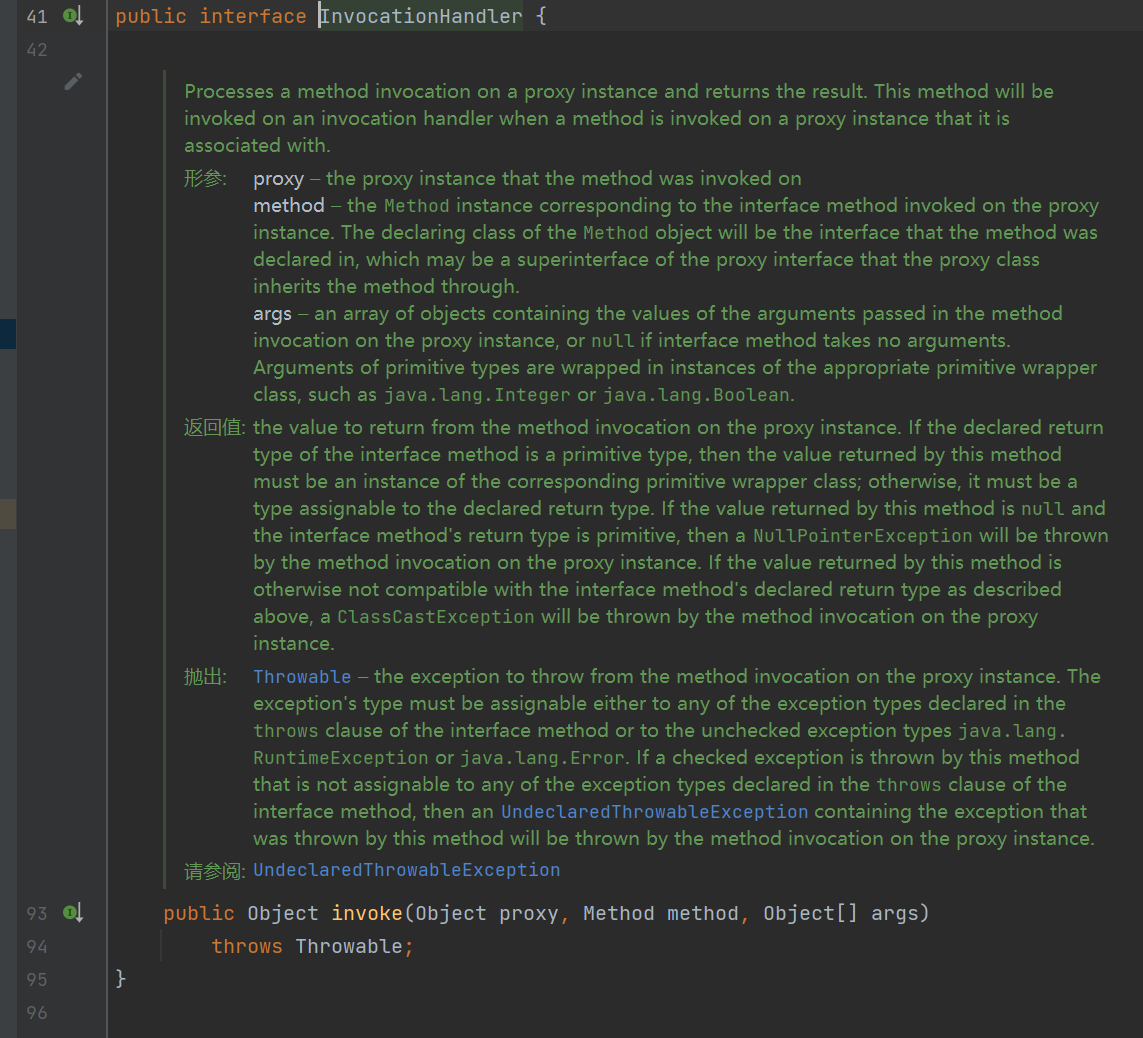 41 public interface InvocationHandler {
42
Processes a method invocation on a proxy instance and returns the result. This method will be
invoked on an invocation handler when a method is invoked on a proxy instance that it is
associated with.
形参: proxy – the proxy instance that the method was invoked on
method – the Method instance corresponding to the interface method invoked on the proxy
instance. The declaring class of the Method object will be the interface that the method was
declared in, which may be a superinterface of the proxy interface that the proxy class
inherits the method through.
args – an array of objects containing the values of the arguments passed in the method
invocation on the proxy instance, or null if interface method takes no arguments.
Arguments of primitive types are wrapped in instances of the appropriate primitive wrapper
class, such as java.lang.Integer or java.lang.Boolean.
返回值: the value to return from the method invocation on the proxy instance. If the declared return
type of the interface method is a primitive type, then the value returned by this method
must be an instance of the corresponding primitive wrapper class; otherwise, it must be a
type assignable to the declared return type. If the value returned by this method is null and
the interface method's return type is primitive, then a NullPointerException will be thrown
by the method invocation on the proxy instance. If the value returned by this method is
otherwise not compatible with the interface method's declared return type as described
above, a ClassCastException will be thrown by the method invocation on the proxy
instance.
抛出: Throwable – the exception to throw from the method invocation on the proxy instance. The
exception's type must be assignable either to any of the exception types declared in the
throws clause of the interface method or to the unchecked exception types java.lang.
RuntimeException or java.lang.Error. If a checked exception is thrown by this method
that is not assignable to any of the exception types declared in the throws clause of the
interface method, then an UndeclaredThrowableException containing the exception that
was thrown by this method will be thrown by the method invocation on the proxy instance.
请参阅: UndeclaredThrowableException
93 public Object invoke(Object proxy, Method method, Object[] args)
94 throws Throwable;
95 }
96